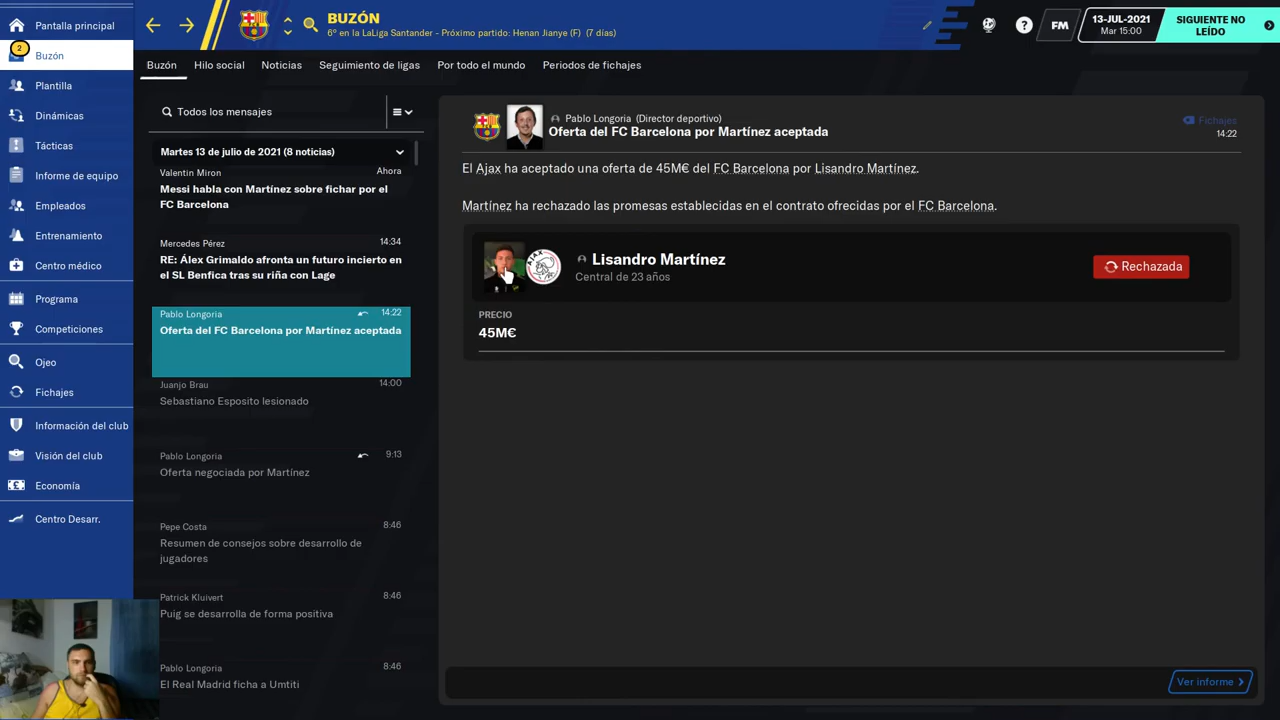 Pantalla principal
2
Buzón
Plantilla
Dinámicas
Tácticas
Informe de equipo
Empleados
Entrenamiento
Centro médico
Programa
Competiciones
Ojeo
Fichajes
Información del club
Visión del club
Economía
Centro Desarr.
BUZÓN
6º en la LaLiga Santander - Próximo partido: Henan Jianye (F) (7 días)
?
FM
13-JUL-2021
Mar 15:00
SIGUIENTE NO
LEÍDO
Buzón
Hilo social
Noticias
Seguimiento de ligas
Por todo el mundo
Periodos de fichajes
Todos los mensajes
Martes 13 de julio de 2021 (8 noticias)
Valentin Miron Ahora
Messi habla con Martínez sobre fichar por el
FC Barcelona
Mercedes Pérez 14:34
RE: Álex Grimaldo afronta un futuro incierto en
el SL Benfica tras su riña con Lage
Pablo Longoria 14:22
Oferta del FC Barcelona por Martínez aceptada
Juanjo Brau 14:00
Sebastiano Esposito lesionado
Pablo Longoria 9:13
Oferta negociada por Martínez
Pepe Costa 8:46
Resumen de consejos sobre desarrollo de
jugadores
Patrick Kluivert 8:46
Puig se desarrolla de forma positiva
Pablo Longoria 8:46
El Real Madrid ficha a Umtiti
Pablo Longoria (Director deportivo)
Oferta del FC Barcelona por Martínez aceptada
Fichajes
14:22
El Ajax ha aceptado una oferta de 45M€ del FC Barcelona por Lisandro Martínez.
Martínez ha rechazado las promesas establecidas en el contrato ofrecidas por el FC Barcelona.
AJAX
Lisandro Martínez
Central de 23 años
Rechazada
PRECIO
45M€
Ver informe